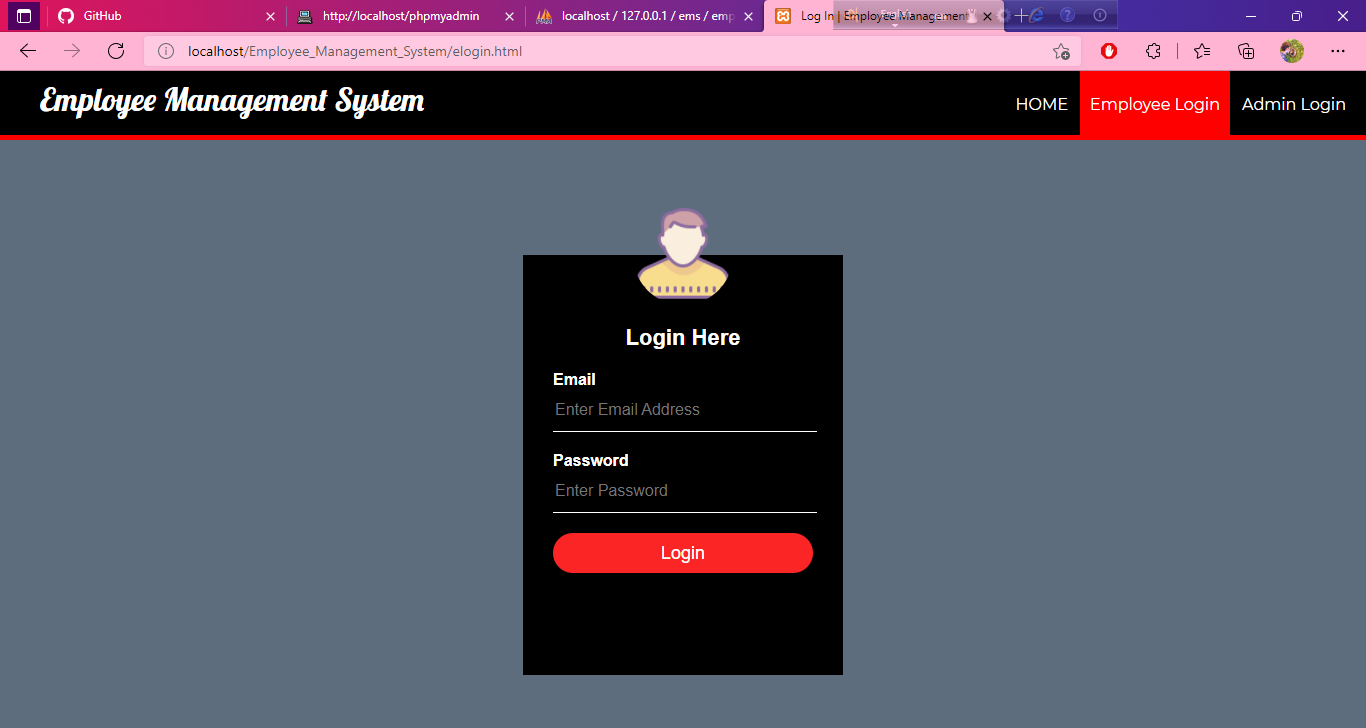 GitHub
http://localhost/phpmyadmin
localhost / 127.0.0.1 / ems / emp
Log In | Employee Management
localhost/Employee_Management_System/elogin.html
Employee Management System
HOME
Employee Login
Admin Login
Login Here
Email
Enter Email Address
Password
Enter Password
Login